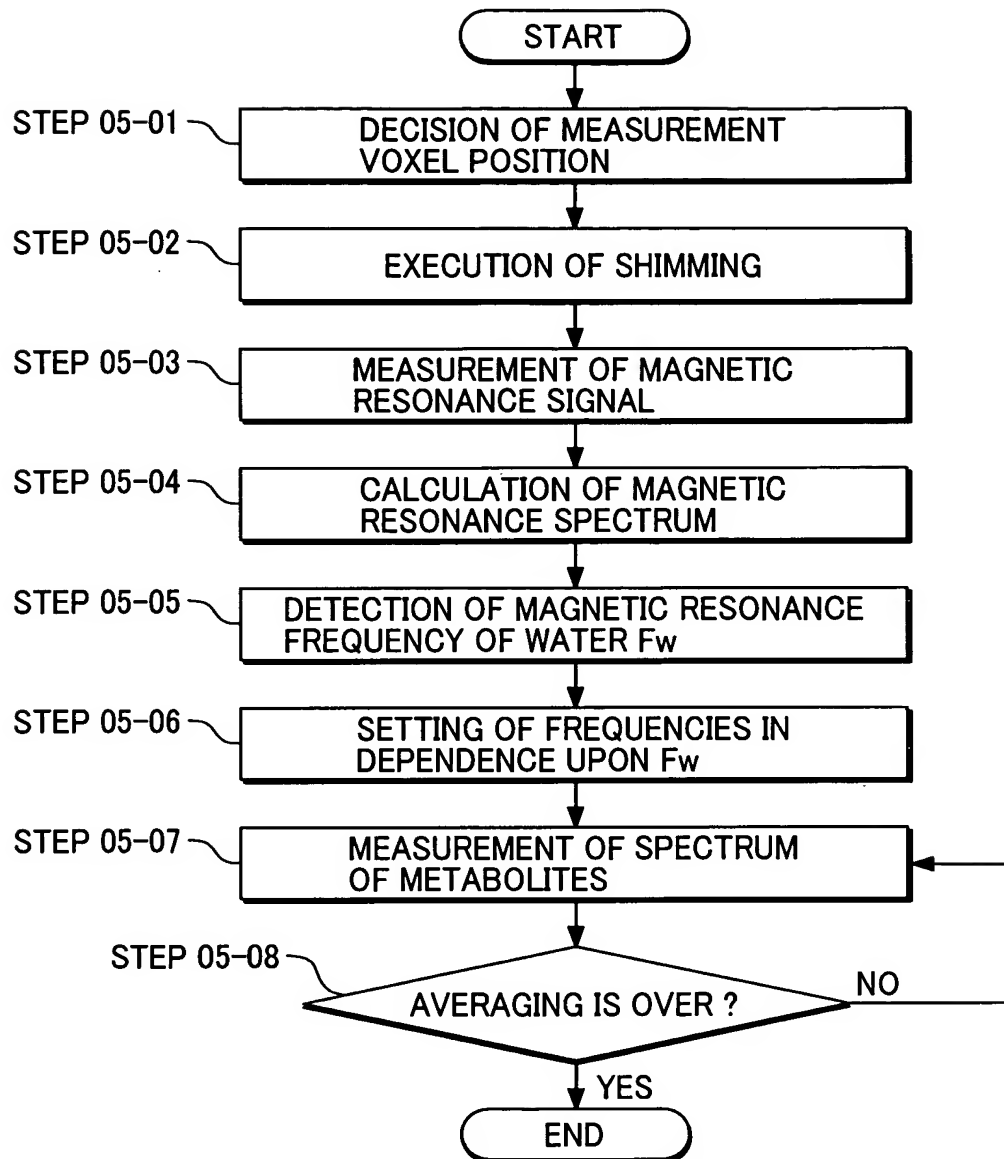 START
STEP 05-01
DECISION OF MEASUREMENT
VOXEL POSITION
STEP 05-02
EXECUTION OF SHIMMING
STEP 05-03
MEASUREMENT OF MAGNETIC
RESONANCE SIGNAL
STEP 05-04
CALCULATION OF MAGNETIC
RESONANCE SPECTRUM
STEP 05-05
DETECTION OF MAGNETIC RESONANCE
FREQUENCY OF WATER Fw
STEP 05-06
SETTING OF FREQUENCIES IN
DEPENDENCE UPON Fw
STEP 05-07
MEASUREMENT OF SPECTRUM
OF METABOLITES
STEP 05-08
AVERAGING IS OVER ?
NO
YES
END